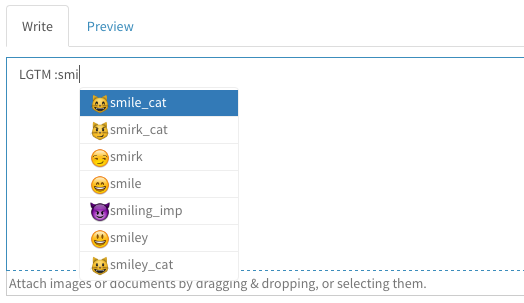 Write Preview
LGTM :smi
smile_cat
smirk_cat
smirk
smile
smiling_imp
smiley
smiley_cat
Attach images or documents by dragging & dropping, or selecting them.